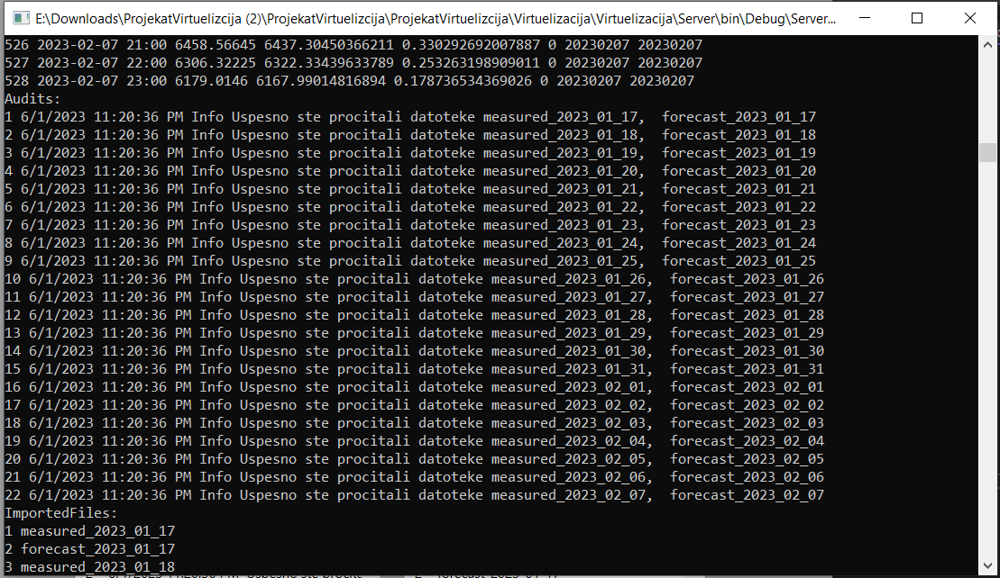 E:\Downloads\ProjekatVirtuelizcija (2)\ProjekatVirtuelizcija\ProjekatVirtuelizcija\Virtuelizacija\Virtuelizacija\Server\bin\Debug\Server...
526 2023-02-07 21:00 6458.56645 6437.30450366211 0.330292692007887 0 20230207 20230207
527 2023-02-07 22:00 6306.32225 6322.33439633789 0.253263198909011 0 20230207 20230207
528 2023-02-07 23:00 6179.0146 6167.99014816894 0.178736534369026 0 20230207 20230207
Audits:
1 6/1/2023 11:20:36 PM Info Uspesno ste procitali datoteke measured_2023_01_17,  forecast_2023_01_17
2 6/1/2023 11:20:36 PM Info Uspesno ste procitali datoteke measured_2023_01_18,  forecast_2023_01_18
3 6/1/2023 11:20:36 PM Info Uspesno ste procitali datoteke measured_2023_01_19,  forecast_2023_01_19
4 6/1/2023 11:20:36 PM Info Uspesno ste procitali datoteke measured_2023_01_20,  forecast_2023_01_20
5 6/1/2023 11:20:36 PM Info Uspesno ste procitali datoteke measured_2023_01_21,  forecast_2023_01_21
6 6/1/2023 11:20:36 PM Info Uspesno ste procitali datoteke measured_2023_01_22,  forecast_2023_01_22
7 6/1/2023 11:20:36 PM Info Uspesno ste procitali datoteke measured_2023_01_23,  forecast_2023_01_23
8 6/1/2023 11:20:36 PM Info Uspesno ste procitali datoteke measured_2023_01_24,  forecast_2023_01_24
9 6/1/2023 11:20:36 PM Info Uspesno ste procitali datoteke measured_2023_01_25,  forecast_2023_01_25
10 6/1/2023 11:20:36 PM Info Uspesno ste procitali datoteke measured_2023_01_26,  forecast_2023_01_26
11 6/1/2023 11:20:36 PM Info Uspesno ste procitali datoteke measured_2023_01_27,  forecast_2023_01_27
12 6/1/2023 11:20:36 PM Info Uspesno ste procitali datoteke measured_2023_01_28,  forecast_2023_01_28
13 6/1/2023 11:20:36 PM Info Uspesno ste procitali datoteke measured_2023_01_29,  forecast_2023_01_29
14 6/1/2023 11:20:36 PM Info Uspesno ste procitali datoteke measured_2023_01_30,  forecast_2023_01_30
15 6/1/2023 11:20:36 PM Info Uspesno ste procitali datoteke measured_2023_01_31,  forecast_2023_01_31
16 6/1/2023 11:20:36 PM Info Uspesno ste procitali datoteke measured_2023_02_01,  forecast_2023_02_01
17 6/1/2023 11:20:36 PM Info Uspesno ste procitali datoteke measured_2023_02_02,  forecast_2023_02_02
18 6/1/2023 11:20:36 PM Info Uspesno ste procitali datoteke measured_2023_02_03,  forecast_2023_02_03
19 6/1/2023 11:20:36 PM Info Uspesno ste procitali datoteke measured_2023_02_04,  forecast_2023_02_04
20 6/1/2023 11:20:36 PM Info Uspesno ste procitali datoteke measured_2023_02_05,  forecast_2023_02_05
21 6/1/2023 11:20:36 PM Info Uspesno ste procitali datoteke measured_2023_02_06,  forecast_2023_02_06
22 6/1/2023 11:20:36 PM Info Uspesno ste procitali datoteke measured_2023_02_07,  forecast_2023_02_07
ImportedFiles:
1 measured_2023_01_17
2 forecast_2023_01_17
3 measured_2023_01_18